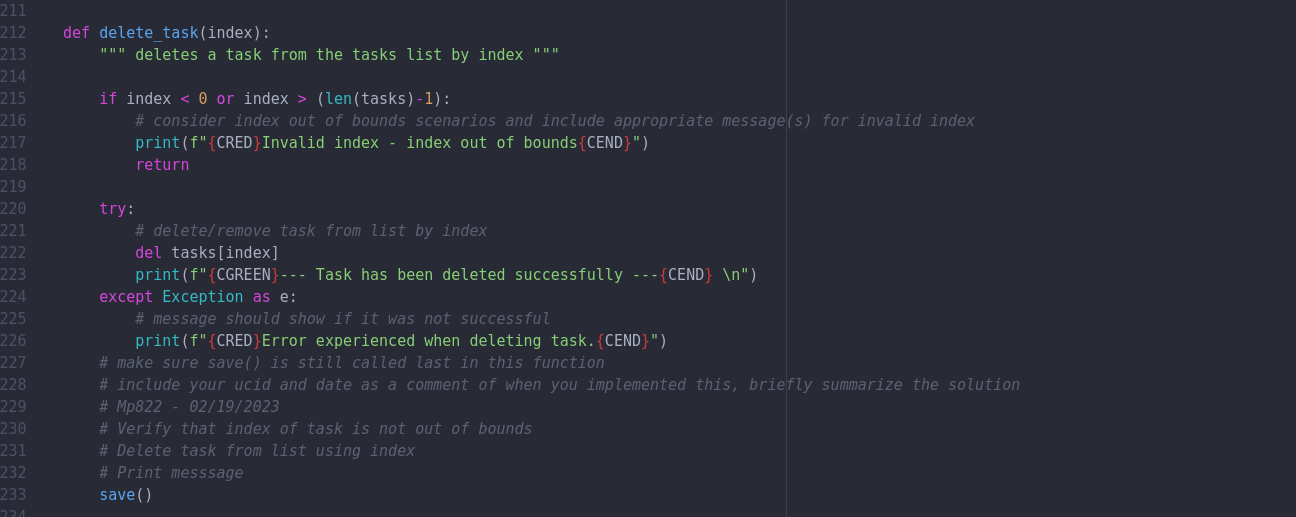 211
212 def delete_task(index):
213 """ deletes a task from the tasks list by index """
214
215 if index < 0 or index > (len(tasks)-1):
216 # consider index out of bounds scenarios and include appropriate message(s) for invalid index
217 print(f"{CRED}Invalid index - index out of bounds{CEND}")
218 return
219
220 try:
221 # delete/remove task from list by index
222 del tasks[index]
223 print(f"{CGREEN}--- Task has been deleted successfully ---{CEND} \n")
224 except Exception as e:
225 # message should show if it was not successful
226 print(f"{CRED}Error experienced when deleting task.{CEND}")
227 # make sure save() is still called last in this function
228 # include your ucid and date as a comment of when you implemented this, briefly summarize the solution
229 # Mp822 - 02/19/2023
230 # Verify that index of task is not out of bounds
231 # Delete task from list using index
232 # Print messsage
233 save()
234